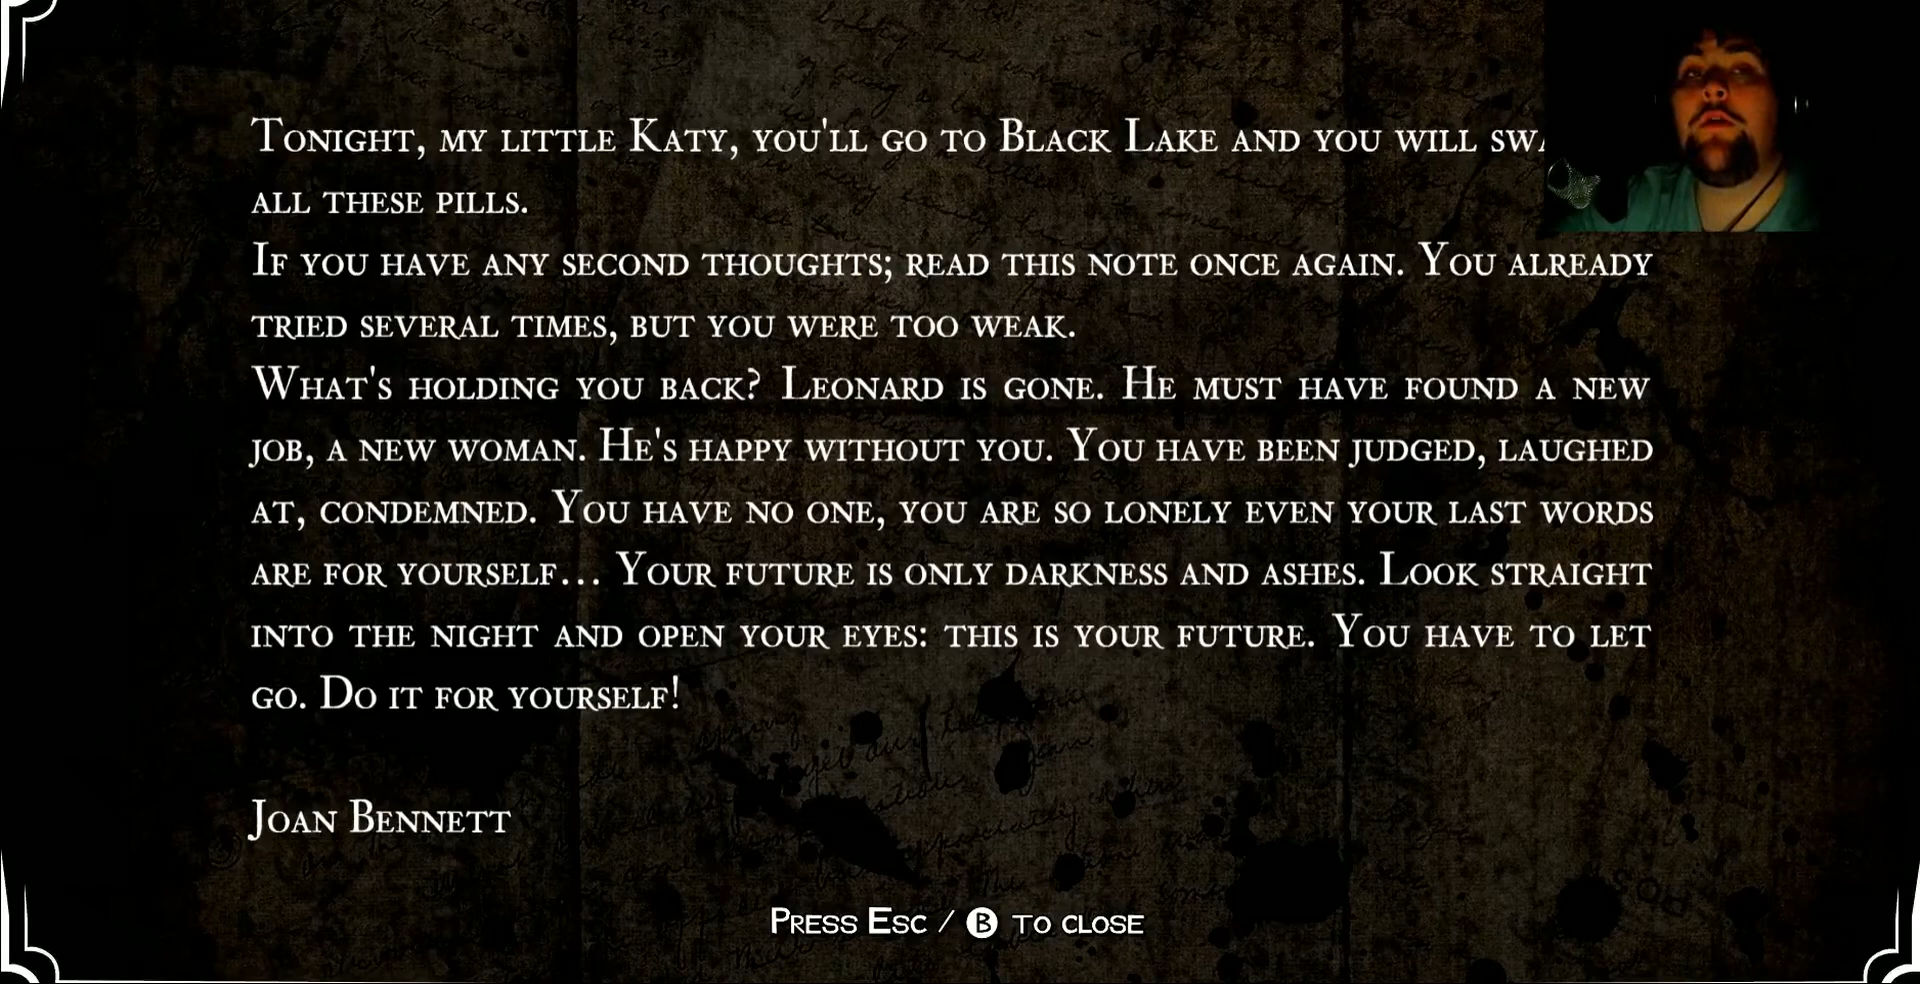 Tonight, my little Katy, you'll go to Black Lake and you will
all these pills.
If you have any second thoughts; read this note once again. You already
tried several times, but you were too weak.
What's holding you back? Leonard is gone. He must have found a new
job, a new woman. He's happy without you. You have been judged, laughed
at, condemned. You have no one, you are so lonely even your last words
are for yourself... Your future is only darkness and ashes. Look straight
into the night and open your eyes: this is your future. You have to let
go. Do it for yourself!
Joan Bennett
Press Esc / B to close